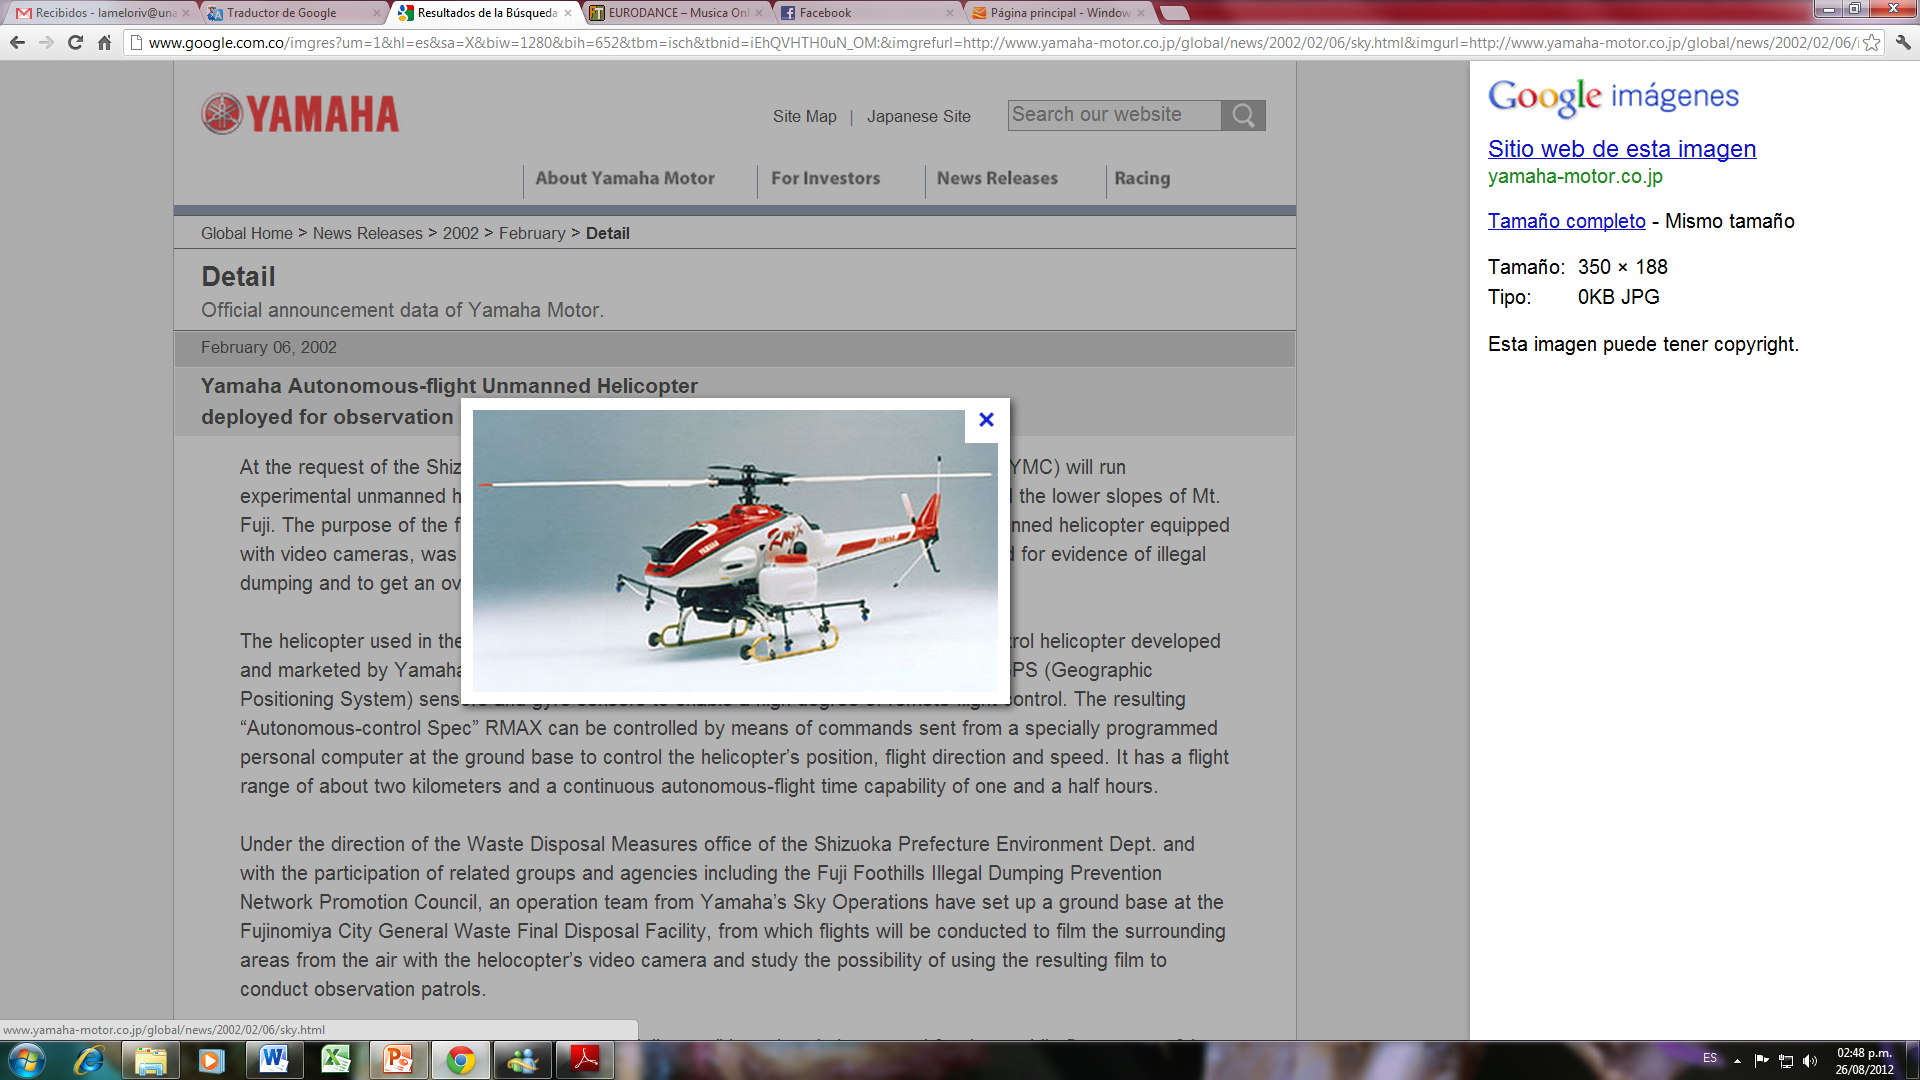 Recibidos - lameloriv@una
Traductor de Google
Resultados de la Búsqueda
EURODANCE – Musica Onl
Facebook
Página principal - Window
www.google.com.co/imgres?um=1&hl=es&sa=X&biw=1280&bih=652&tbm=isch&tbnid=iEhQVHTH0uN_OM:&imgrefurl=http://www.yamaha-motor.co.jp/global/news/2002/02/06/sky.html&imgurl=http://www.yamaha-motor.co.jp/global/news/2002/02/06/i
YAMAHA
Site Map | Japanese Site
Search our website
About Yamaha Motor
For Investors
News Releases
Racing
Global Home > News Releases > 2002 > February > Detail
Detail
Official announcement data of Yamaha Motor.
February 06, 2002
Yamaha Autonomous-flight Unmanned Helicopter
deployed for observation
At the request of the Shiz YMC) will run
experimental unmanned h the lower slopes of Mt.
Fuji. The purpose of the f nned helicopter equipped
with video cameras, was for evidence of illegal
dumping and to get an ov
The helicopter used in the trol helicopter developed
and marketed by Yamaha PS (Geographic
Positioning System) sensors and gyro sensors to enable a high degree of remote flight control. The resulting
“Autonomous-control Spec” RMAX can be controlled by means of commands sent from a specially programmed
personal computer at the ground base to control the helicopter’s position, flight direction and speed. It has a flight
range of about two kilometers and a continuous autonomous-flight time capability of one and a half hours.
Under the direction of the Waste Disposal Measures office of the Shizuoka Prefecture Environment Dept. and
with the participation of related groups and agencies including the Fuji Foothills Illegal Dumping Prevention
Network Promotion Council, an operation team from Yamaha’s Sky Operations have set up a ground base at the
Fujinomiya City General Waste Final Disposal Facility, from which flights will be conducted to film the surrounding
areas from the air with the helocopter’s video camera and study the possibility of using the resulting film to
conduct observation patrols.
YAMAHA
RMAX
YAMAHA
Google imágenes
Sitio web de esta imagen
yamaha-motor.co.jp
Tamaño completo - Mismo tamaño
Tamaño: 350 × 188
Tipo: 0KB JPG
Esta imagen puede tener copyright.
www.yamaha-motor.co.jp/global/news/2002/02/06/sky.html
ES
02:48 p.m.
26/08/2012